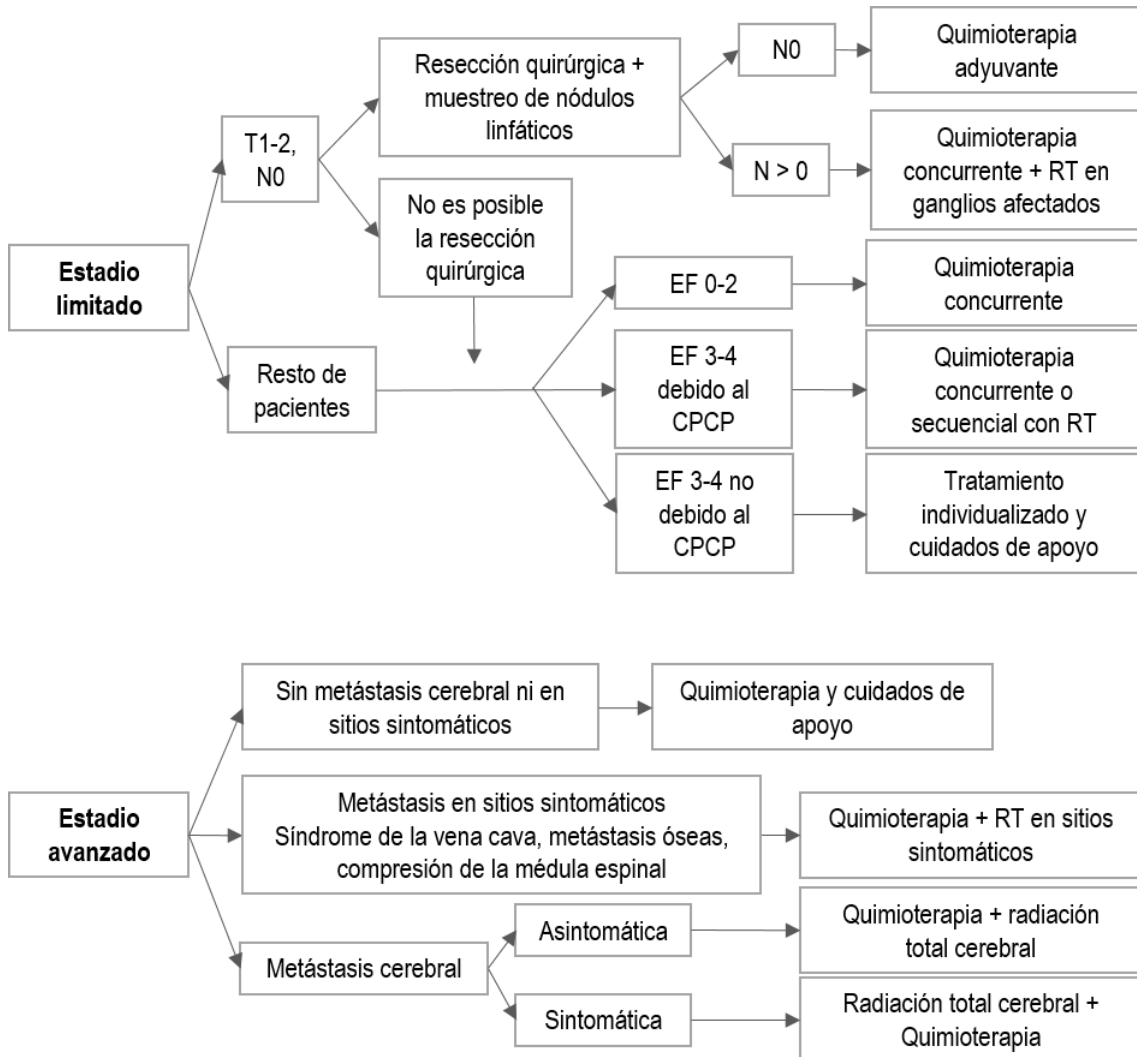 Estadio
limitado
T1-2,
N0
Resección quirúrgica +
muestreo de nódulos
linfáticos
N0
Quimioterapia
adyuvante
N > 0
Quimioterapia
concurrente + RT en
ganglios afectados
No es posible
la resección
quirúrgica
Resto de
pacientes
EF 0-2
Quimioterapia
concurrente
EF 3-4
debido al
CPCP
Quimioterapia
concurrente o
secuencial con RT
EF 3-4 no
debido al
CPCP
Tratamiento
individualizado y
cuidados de apoyo
Estadio
avanzado
Sin metástasis cerebral ni en
sitios sintomáticos
Quimioterapia y cuidados de
apoyo
Metástasis en sitios sintomáticos
Síndrome de la vena cava, metástasis óseas,
compresión de la médula espinal
Quimioterapia + RT en sitios
sintomáticos
Metástasis cerebral
Asintomática
Quimioterapia + radiación
total cerebral
Sintomática
Radiación total cerebral +
Quimioterapia